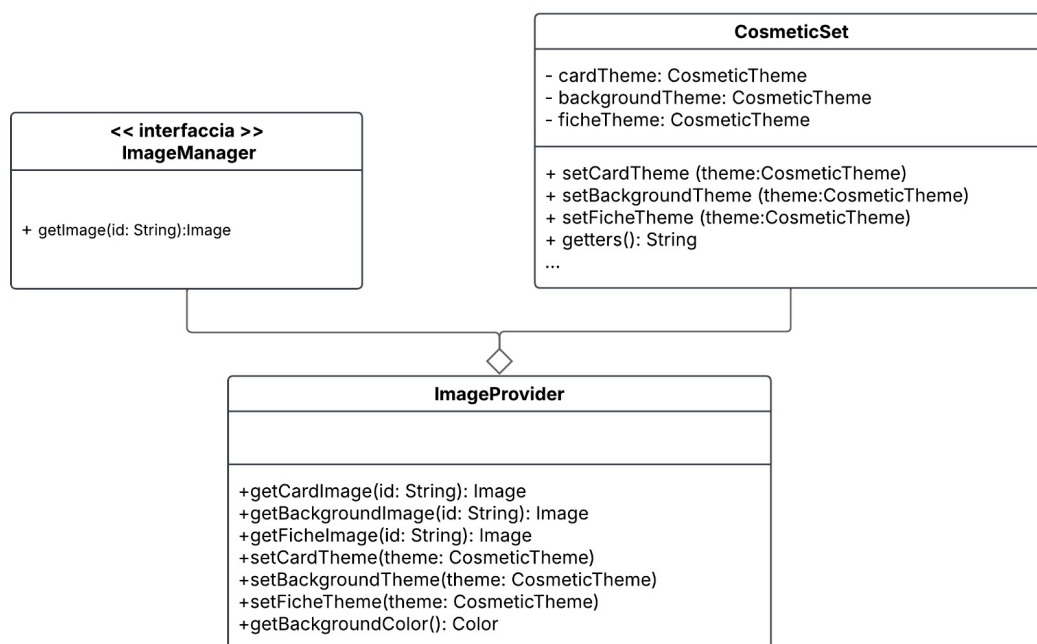 << interfaccia >>
ImageManager
+ getImage(id: String):Image
CosmeticSet
- cardTheme: CosmeticTheme
- backgroundTheme: CosmeticTheme
- ficheTheme: CosmeticTheme
+ setCardTheme (theme:CosmeticTheme)
+ setBackgroundTheme (theme:CosmeticTheme)
+ setFicheTheme (theme:CosmeticTheme)
+ getters(): String
...
ImageProvider
+getCardImage(id: String): Image
+getBackgroundImage(id: String): Image
+getFicheImage(id: String): Image
+setCardTheme(theme: CosmeticTheme)
+setBackgroundTheme(theme: CosmeticTheme)
+setFicheTheme(theme: CosmeticTheme)
+getBackgroundColor(): Color